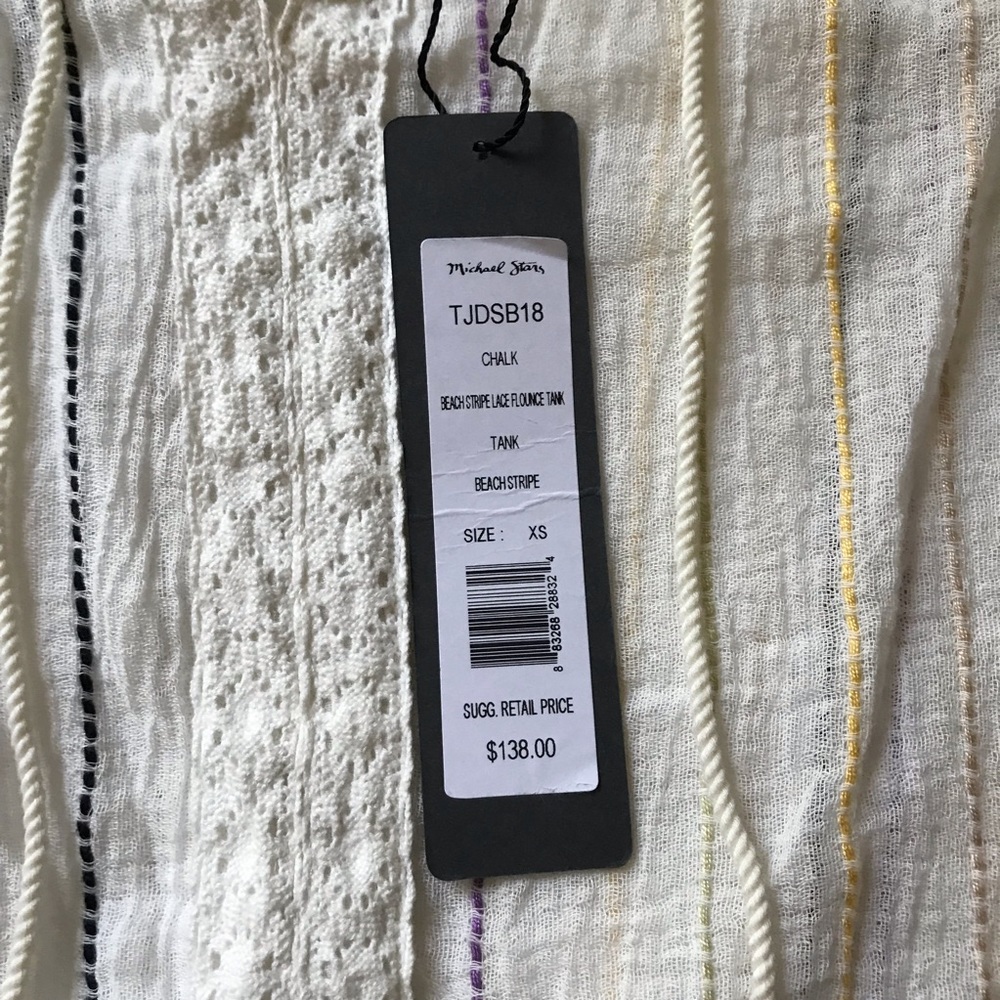 Michael Stars
TJDSB18
CHALK
BEACH STRIPE LACE FLOUNCE TANK
TANK
BEACH STRIPE
SIZE : XS
8 83268 28832 4
SUGG. RETAIL PRICE
$138.00